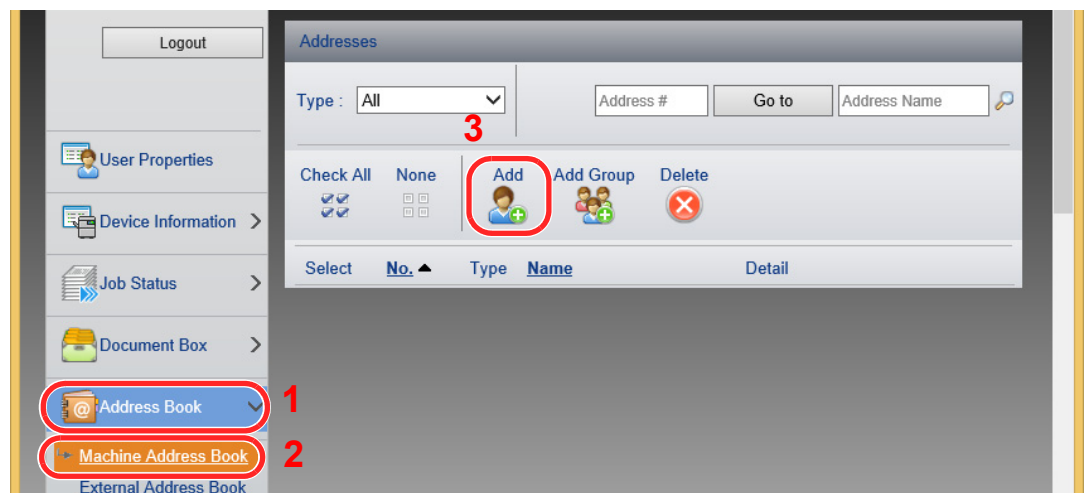 Logout
Addresses
Type : All
Address # Go to Address Name
3
Check All None Add Add Group Delete
Select No. Type Name Detail
User Properties
Device Information
Job Status
Document Box
Address Book 1
Machine Address Book 2
External Address Book